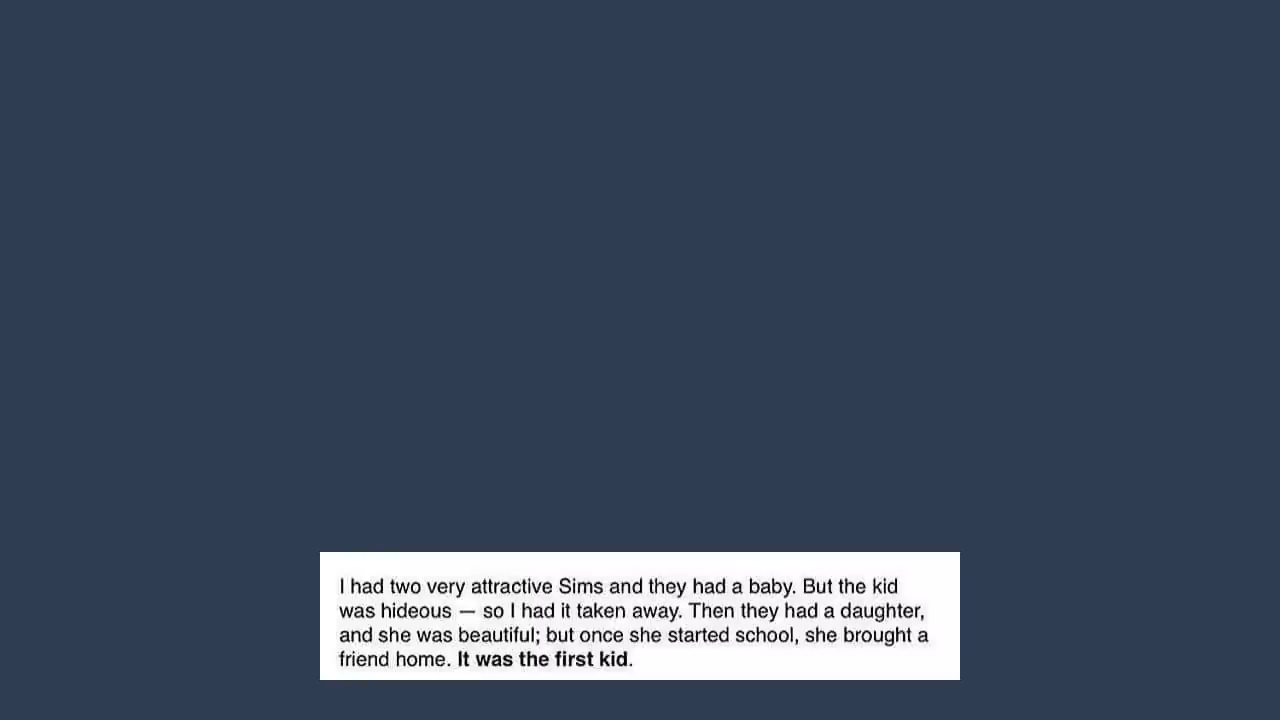 I had two very attractive Sims and they had a baby. But the kid
was hideous — so I had it taken away. Then they had a daughter,
and she was beautiful; but once she started school, she brought a
friend home. It was the first kid.